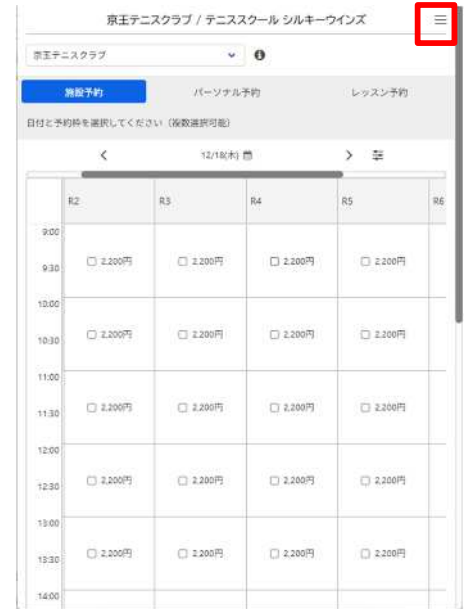 京王テニスクラブ / テニススクール シルキーウインズ
京王テニスクラブ
施設予約 パーソナル予約 レッスン予約
日付と予約枠を選択してください（複数選択可能）
12/18(木)
R2 R3 R4 R5 R6
9:00
2,200円 2,200円 2,200円 2,200円
9:30
10:00
2,200円 2,200円 2,200円 2,200円
10:30
11:00
2,200円 2,200円 2,200円 2,200円
11:30
12:00
2,200円 2,200円 2,200円 2,200円
12:30
13:00
2,200円 2,200円 2,200円 2,200円
13:30
14:00